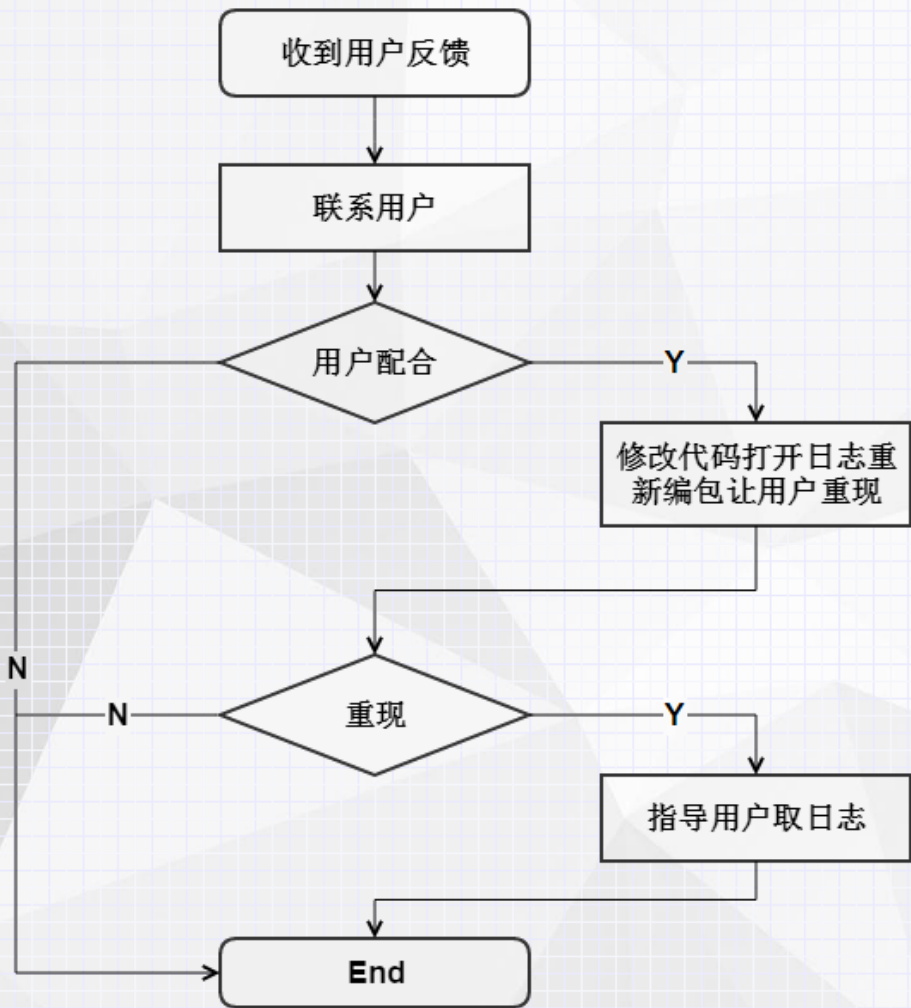 收到用户反馈
联系用户
用户配合
Y
修改代码打开日志重
新编包让用户重现
N
重现
N
Y
指导用户取日志
End